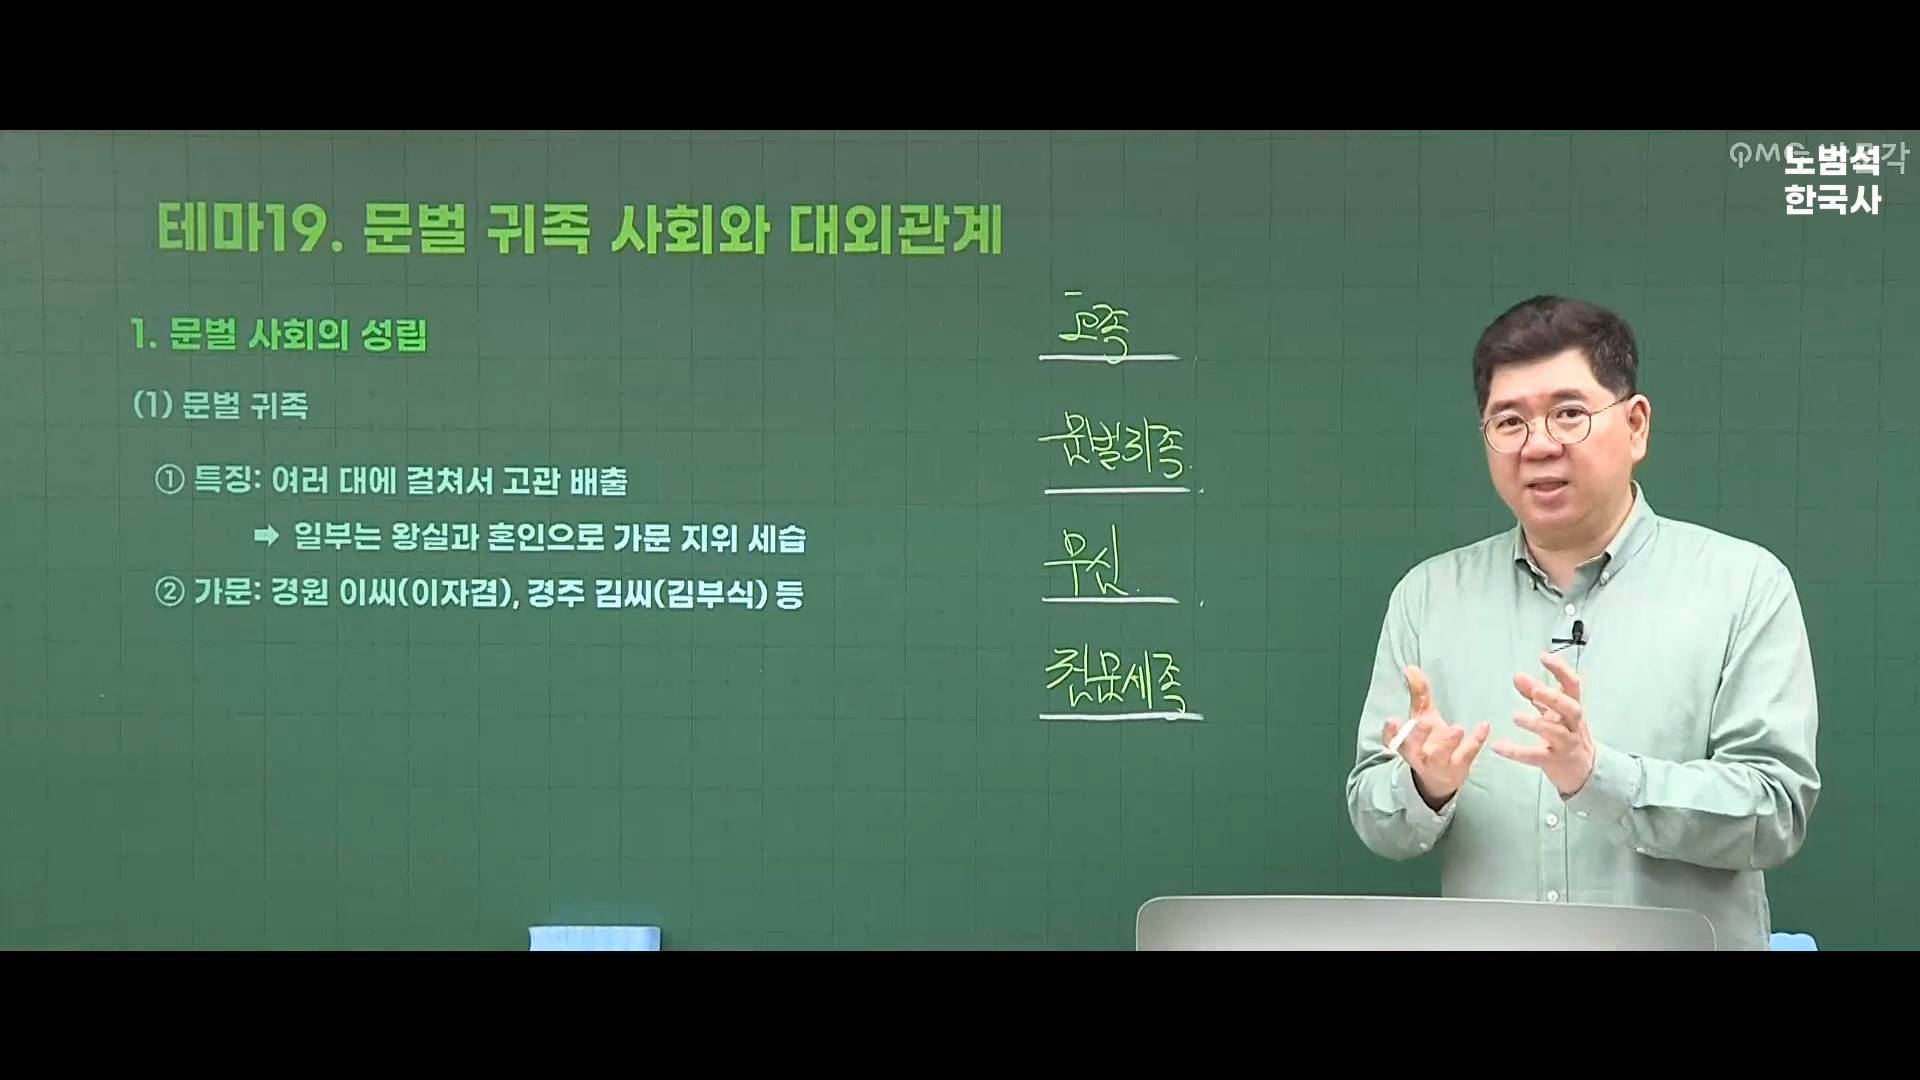 노범석
한국사
테마19. 문벌 귀족 사회와 대외관계
1. 문벌 사회의 성립
(1) 문벌 귀족
① 특징: 여러 대에 걸쳐서 고관 배출
➡ 일부는 왕실과 혼인으로 가문 지위 세습
② 가문: 경원 이씨(이자겸), 경주 김씨(김부식) 등
호족
문벌귀족
무신
권문세족